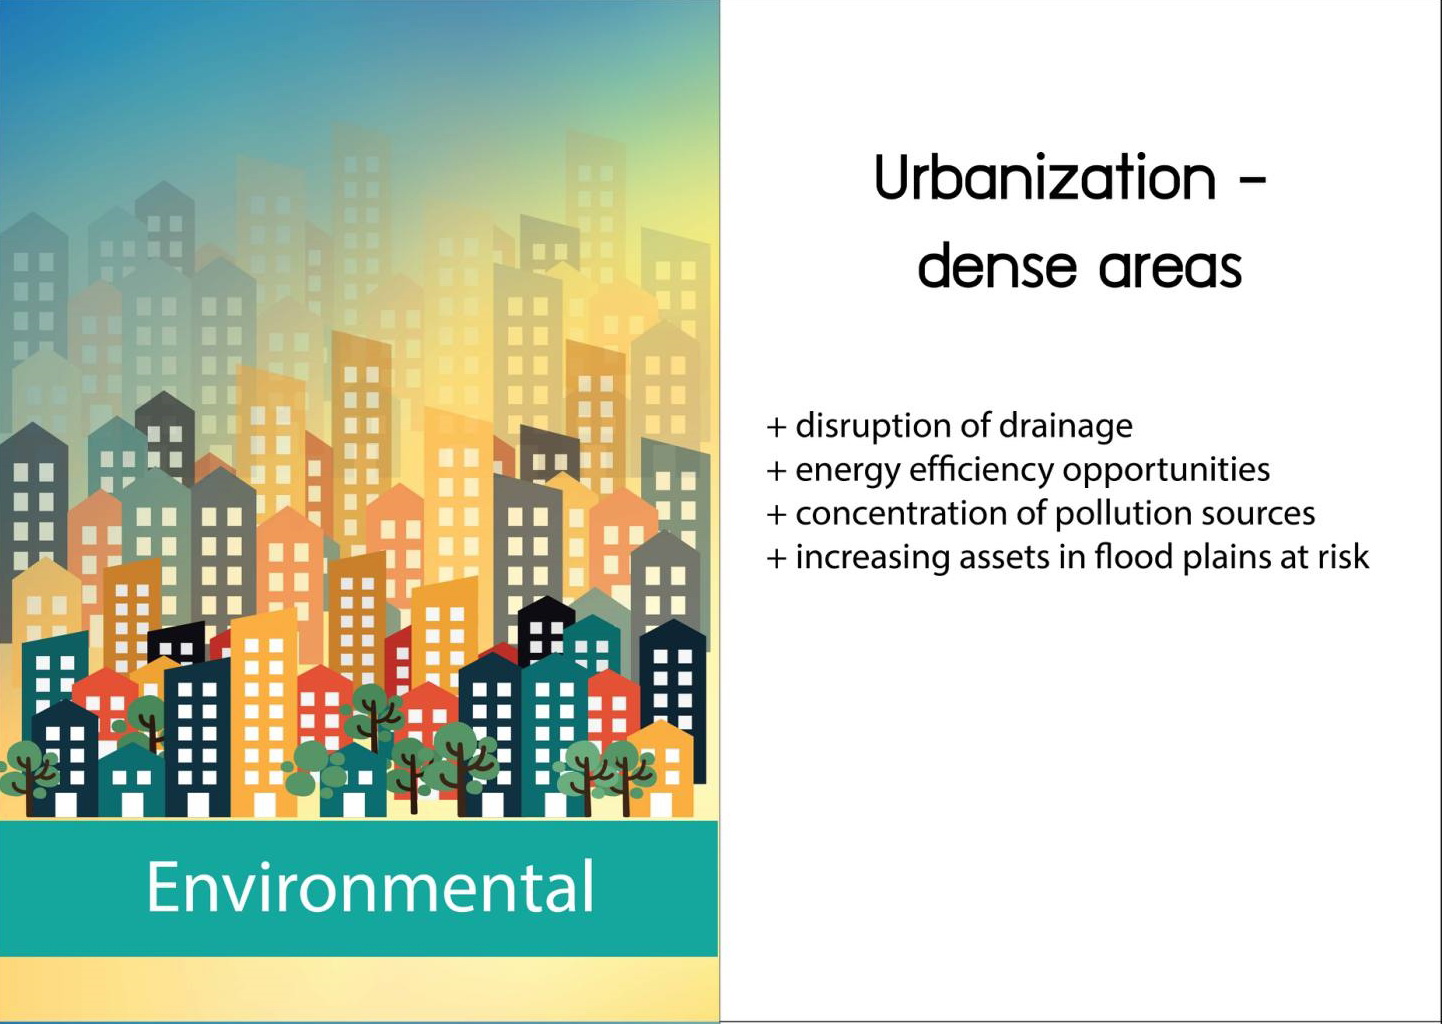 Environmental
Urbanization –
dense areas
+ disruption of drainage
+ energy efficiency opportunities
+ concentration of pollution sources
+ increasing assets in flood plains at risk